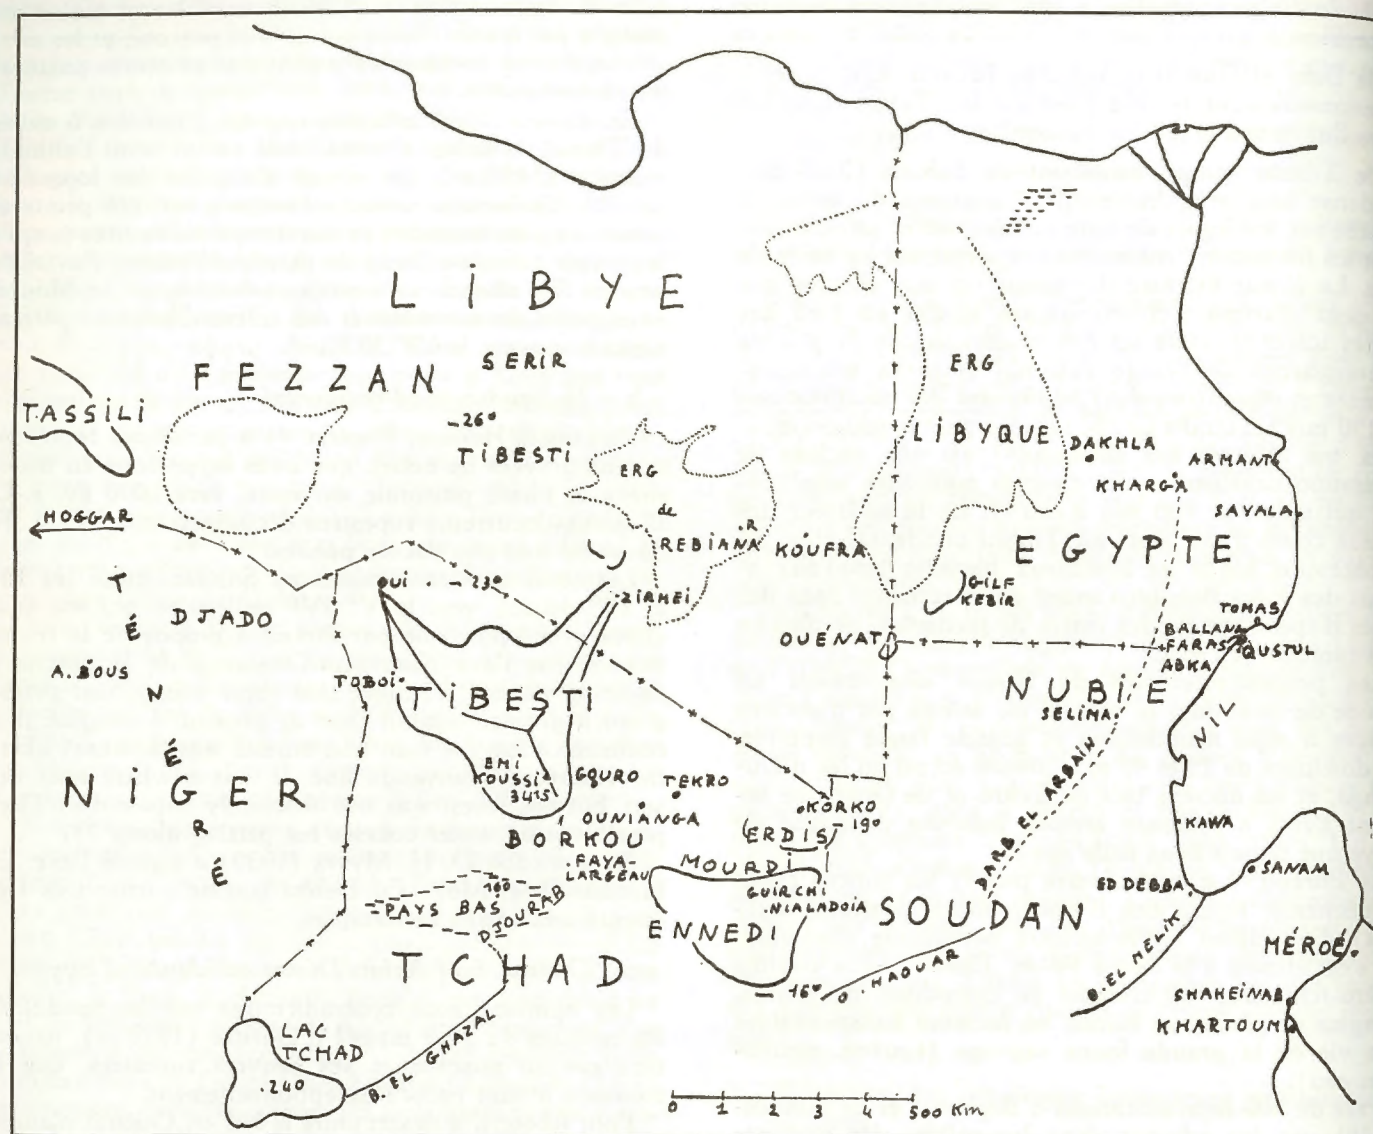 LIBYE
SERIR
FEZZAN
ERG
TASSILI
26°
TIBESTI
LIBYQUE
DAKHLA
ERG
de
REBIANA
ARMANT
KHARGA
SAYALA
HOGGAR
KOUFRA
EGYPTE
OUI
23°
ZIRHEI
GILF
KEBIR
TÉNÉRÉ
DJADO
TOMAS
BALLANA
OUENAT
FARAS
QUSTUL
ABKA
A. BOUS
TOBOI
TIBESTI
NUBIE
SELIMA
NIL
EMI
KOUSSI
3415
GOURO
TEKRO
NIGER
OUNIANGA
KORKO
19°
KAWA
BORKOU
ERDIS
DARB EL ARBAIN
FAYA-
LARGEAU
MOURDI
SANAM
16°
GUIRCHI
ED DEBBA
PAYS BAS
DJOURAB
NIALADOIA
SOUDAN
ENNEDI
MÉROÉ
TCHAD
O. HAOUAR
B. EL MELIK
16°
SHAHEINAB
KHARTOUM
LAC
TCHAD
B. EL GHAZAL
.240
0 1 2 3 4 500 Km